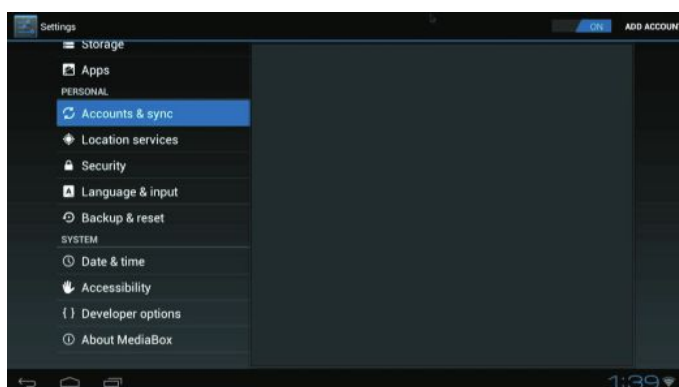 Settings
ON
ADD ACCOUN
Storage
Apps
PERSONAL
Accounts & sync
Location services
Security
Language & input
Backup & reset
SYSTEM
Date & time
Accessibility
{ } Developer options
About MediaBox
1:39